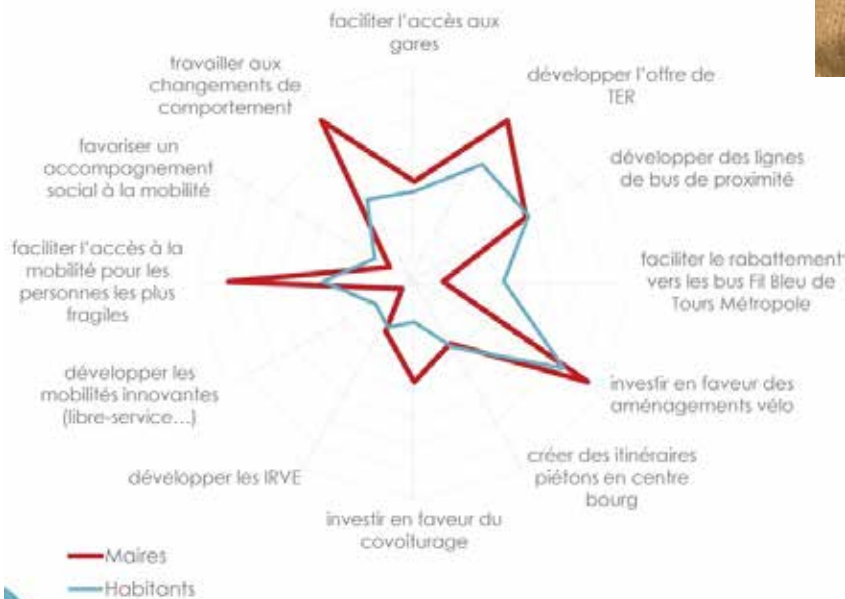 faciliter l'accès aux
gares
développer l'offre de
TER
développer des lignes
de bus de proximité
faciliter le rabattement
vers les bus Fil Bleu de
Tours Métropole
investir en faveur des
aménagements vélo
créer des itinéraires
piétons en centre
bourg
investir en faveur du
covoiturage
développer les IRVE
développer les
mobilités innovantes
(libre-service...)
faciliter l'accès à la
mobilité pour les
personnes les plus
fragiles
favoriser un
accompagnement
social à la mobilité
travailler aux
changements de
comportement
Maires
Habitants